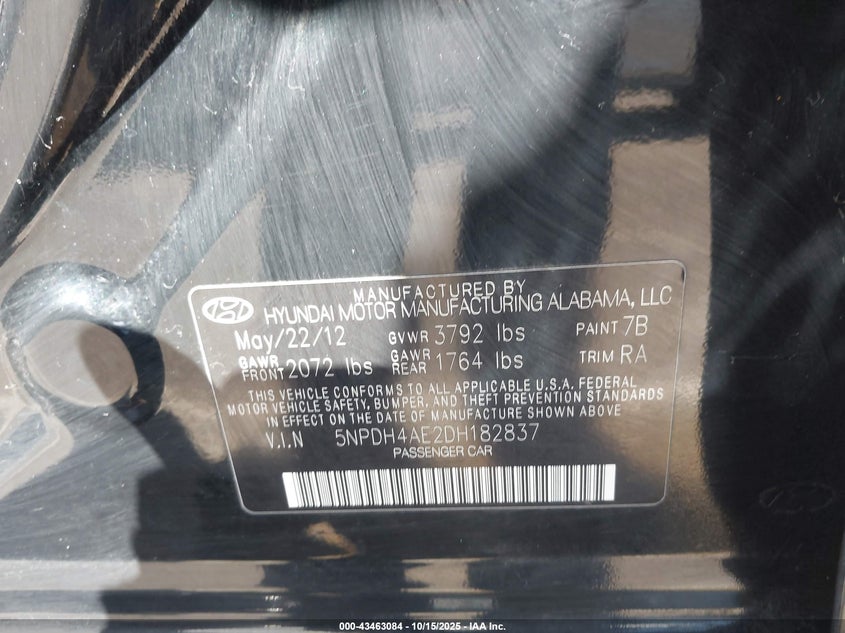 MANUFACTURED BY
HYUNDAI MOTOR MANUFACTURING ALABAMA, LLC
May/22/12 GVWR 3792 lbs PAINT 7B
GAWR FRONT 2072 lbs GAWR REAR 1764 lbs TRIM RA
THIS VEHICLE CONFORMS TO ALL APPLICABLE U.S.A. FEDERAL
MOTOR VEHICLE SAFETY, BUMPER, AND THEFT PREVENTION STANDARDS
IN EFFECT ON THE DATE OF MANUFACTURE SHOWN ABOVE
V.I.N 5NPDH4AE2DH182837
PASSENGER CAR
000-43463084 - 10/15/2025 - IAA Inc.